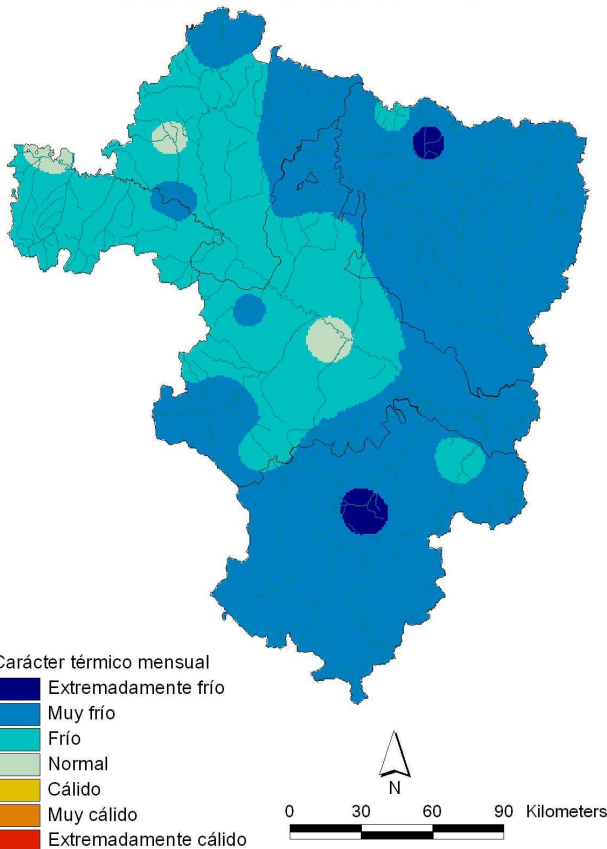 Carácter térmico mensual
Extremadamente frío
Muy frío
Frío
Normal
Cálido
Muy cálido
Extremadamente cálido
N
0 30 60 90 Kilometers